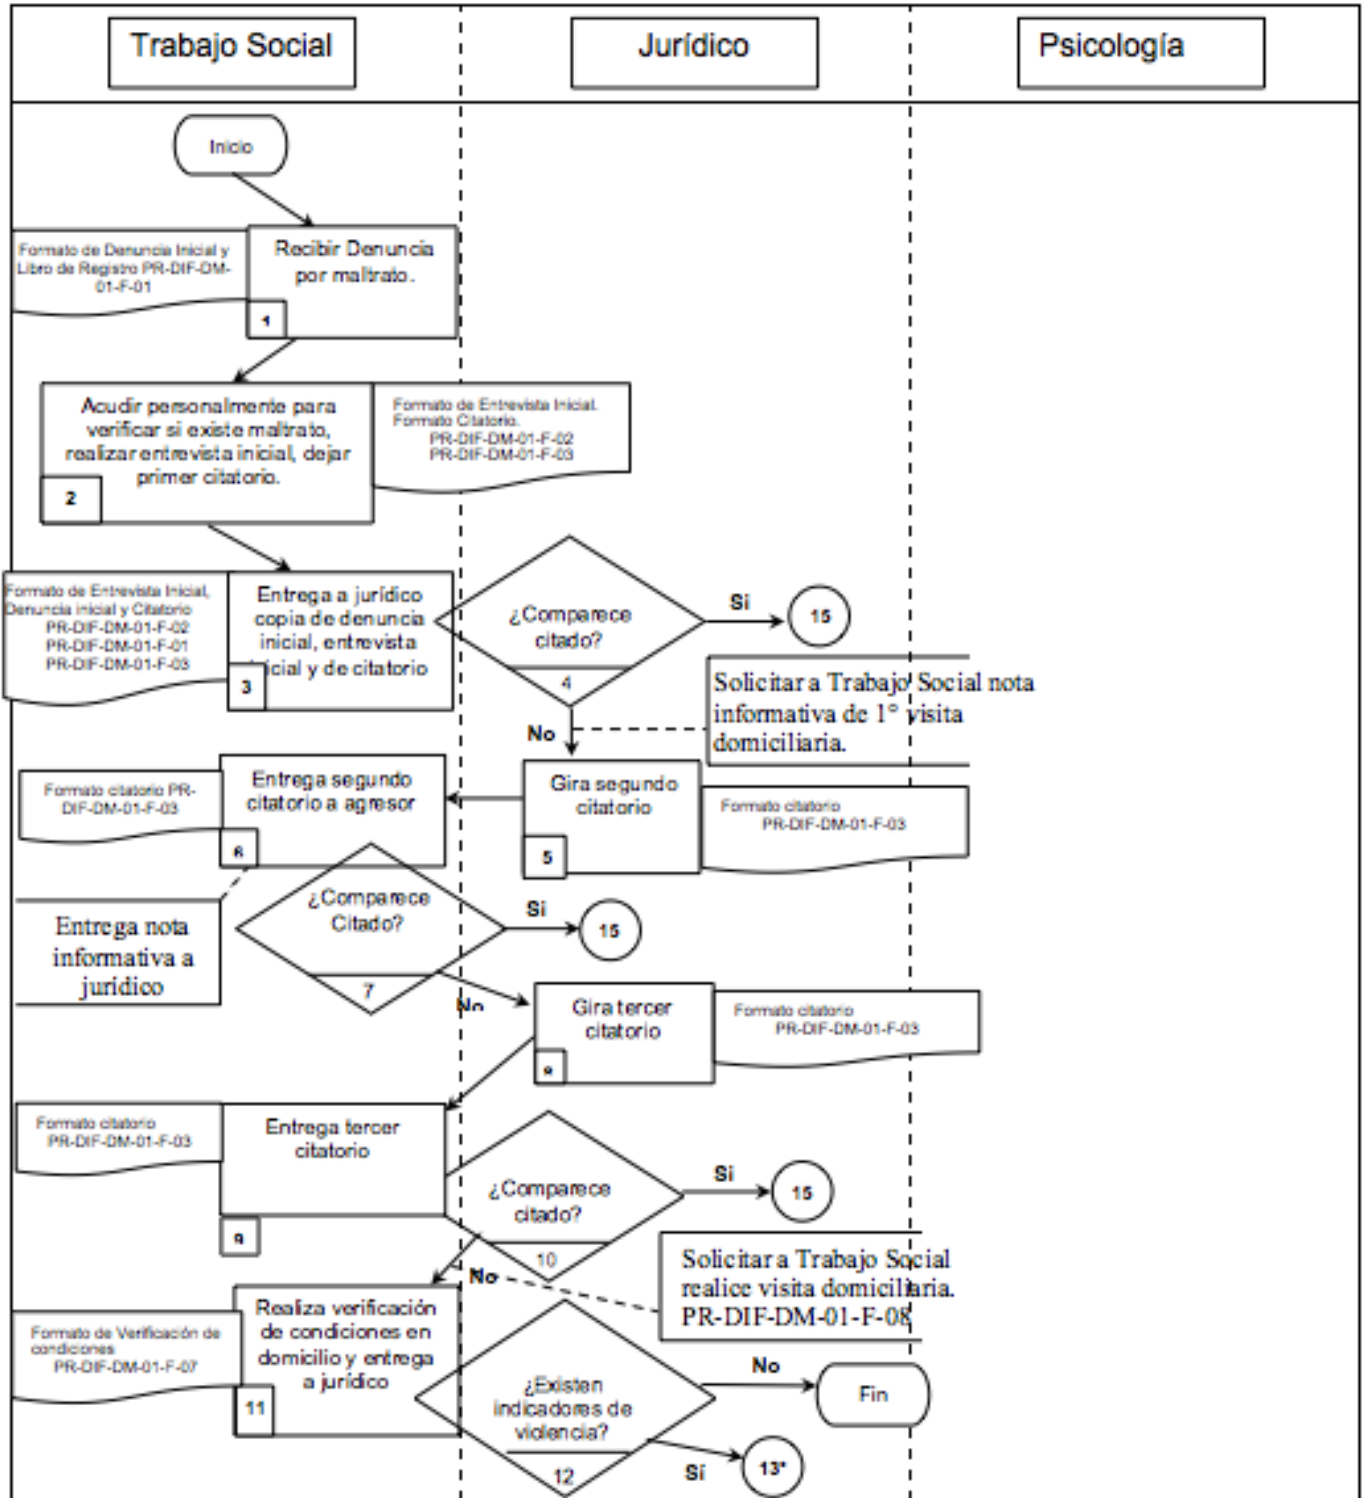 Trabajo Social
Jurídico
Psicología
Inicio
Formato de Denuncia Inicial y
Libro de Registro PR-DIF-DM-
01-F-01
Recibir Denuncia
por maltrato.
1
Acudir personalmente para
verificar si existe maltrato,
realizar entrevista inicial, dejar
primer citatorio.
2
Formato de Entrevista Inicial.
Formato Citatorio.
PR-DIF-DM-01-F-02
PR-DIF-DM-01-F-03
Formato de Entrevista Inicial,
Denuncia inicial y Citatorio
PR-DIF-DM-01-F-02
PR-DIF-DM-01-F-01
PR-DIF-DM-01-F-03
Entrega a jurídico
copia de denuncia
inicial, entrevista
inicial y de citatorio
3
¿Comparece
citado?
4
Si
15
No
Solicitar a Trabajo Social nota
informativa de 1° visita
domiciliaria.
Formato citatorio PR-
DIF-DM-01-F-03
Entrega segundo
citatorio a agresor
6
Gira segundo
citatorio
5
Formato citatorio
PR-DIF-DM-01-F-03
Entrega nota
informativa a
jurídico
¿Comparece
Citado?
7
Si
15
No
Gira tercer
citatorio
8
Formato citatorio
PR-DIF-DM-01-F-03
Formato citatorio
PR-DIF-DM-01-F-03
Entrega tercer
citatorio
9
¿Comparece
citado?
10
Si
15
No
Solicitar a Trabajo Social
realice visita domiciliaria.
PR-DIF-DM-01-F-08
Formato de Verificación de
condiciones
PR-DIF-DM-01-F-07
Realiza verificación
de condiciones en
domicilio y entrega
a jurídico
11
¿Existen
indicadores de
violencia?
12
No
Fin
Sí
13*